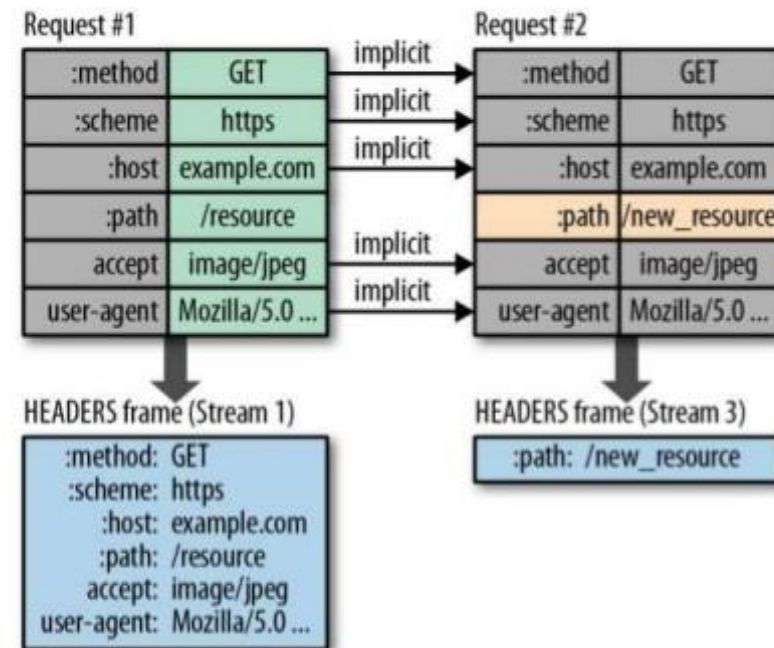 Request #1
:method GET
:scheme https
:host example.com
:path /resource
accept image/jpeg
user-agent Mozilla/5.0 ...
implicit
implicit
implicit
implicit
implicit
Request #2
:method GET
:scheme https
:host example.com
:path /new_resource
accept image/jpeg
user-agent Mozilla/5.0 ...
HEADERS frame (Stream 1)
:method: GET
:scheme: https
:host: example.com
:path: /resource
accept: image/jpeg
user-agent: Mozilla/5.0 ...
HEADERS frame (Stream 3)
:path: /new_resource